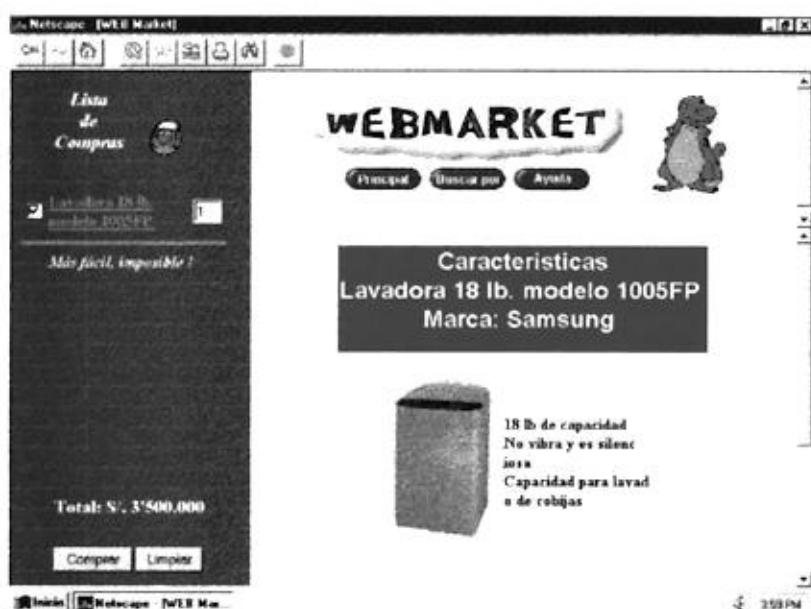 Netscape - [WEB Market]
Lista
de
Compras
Lavadora 18 lb.
modelo 1005FP
1
Más fácil, imposible !
Total: S/. 3'500.000
Comprar Limpiar
WEBMARKET
Principal Buscar por Ayuda
Caracteristicas
Lavadora 18 lb. modelo 1005FP
Marca: Samsung
18 lb de capacidad
No vibra y es silenc
iosa
Capacidad para lavad
o de cobijas
Inicio Netscape - [WEB Mar...
3:59 PM